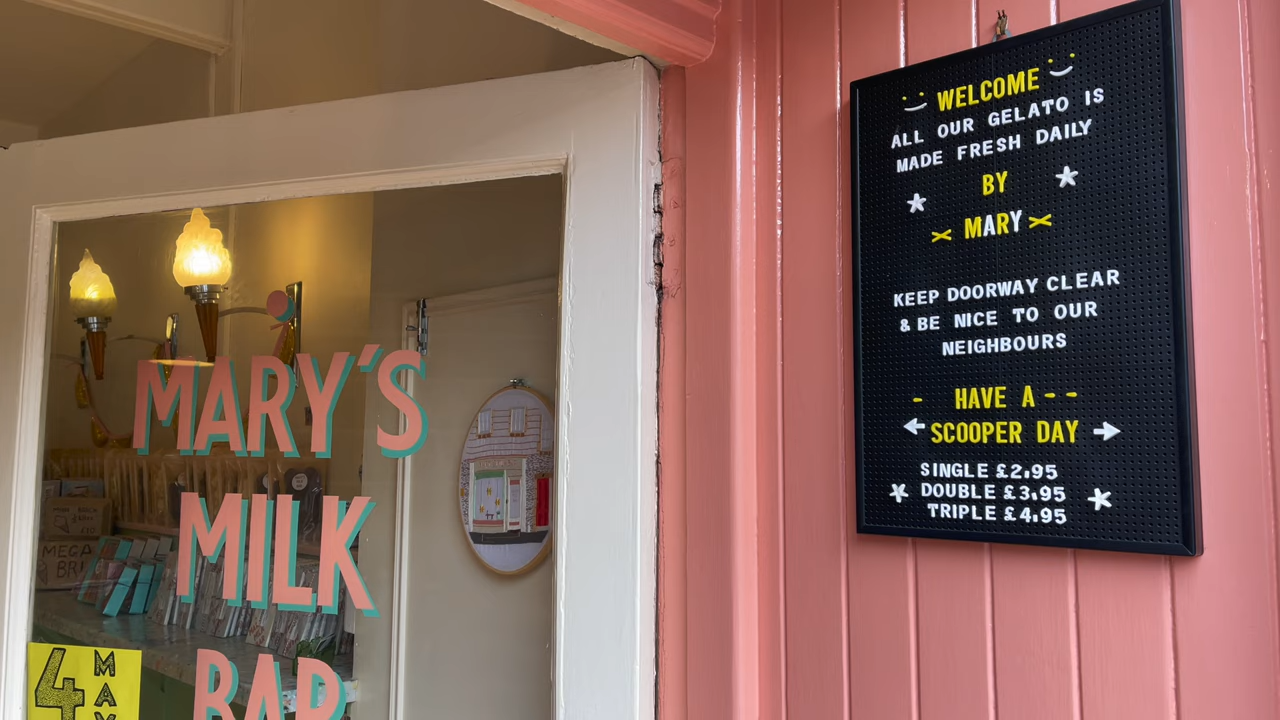 MARY'S
MILK
BAR
4
MAY
MEGA
WELCOME
ALL OUR GELATO IS
MADE FRESH DAILY
BY
MARY
KEEP DOORWAY CLEAR
& BE NICE TO OUR
NEIGHBOURS
- HAVE A - -
SCOOPER DAY
SINGLE £2.95
DOUBLE £3.95
TRIPLE £4.95